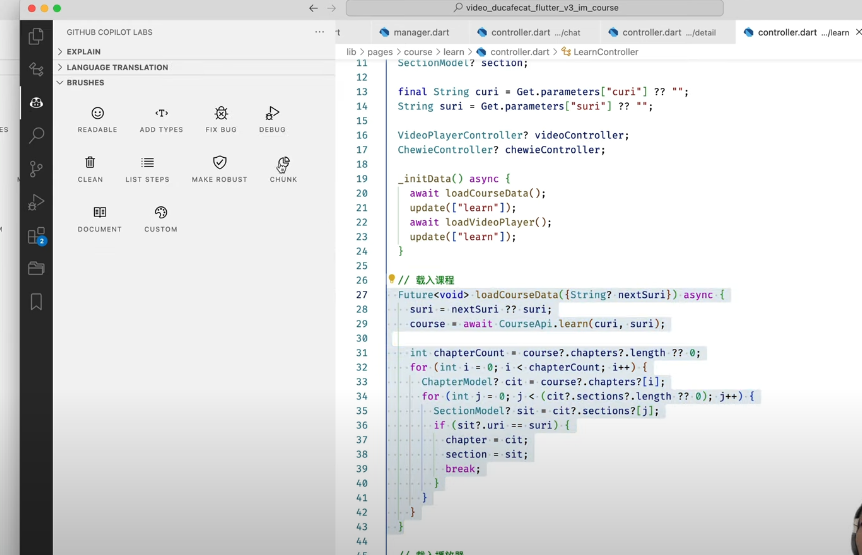 video_ducafecat_flutter_v3_im_course
GITHUB COPILOT LABS
EXPLAIN
LANGUAGE TRANSLATION
BRUSHES
READABLE
ADD TYPES
FIX BUG
DEBUG
CLEAN
LIST STEPS
MAKE ROBUST
CHUNK
DOCUMENT
CUSTOM
2
manager.dart
controller.dart .../chat
controller.dart .../detail
controller.dart .../learn
lib > pages > course > learn > controller.dart > LearnController
11 SectionModel? section;
12
13 final String curi = Get.parameters["curi"] ?? "";
14 String suri = Get.parameters["suri"] ?? "";
15
16 VideoPlayerController? videoController;
17 ChewieController? chewieController;
18
19 _initData() async {
20 await loadCourseData();
21 update(["learn"]);
22 await loadVideoPlayer();
23 update(["learn"]);
24 }
25
26 // 载入课程
27 Future<void> loadCourseData({String? nextSuri}) async {
28 suri = nextSuri ?? suri;
29 course = await CourseApi.learn(curi, suri);
30
31 int chapterCount = course?.chapters?.length ?? 0;
32 for (int i = 0; i < chapterCount; i++) {
33 ChapterModel? cit = course?.chapters?[i];
34 for (int j = 0; j < (cit?.sections?.length ?? 0); j++) {
35 SectionModel? sit = cit?.sections?[j];
36 if (sit?.uri == suri) {
37 chapter = cit;
38 section = sit;
39 break;
40 }
41 }
42 }
43 }
44
45 // 载入播放器